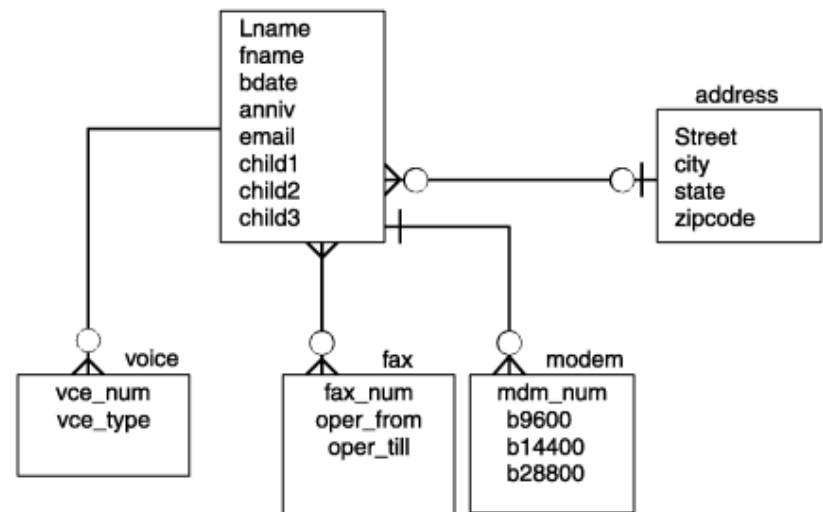 Lname
fname
bdate
anniv
email
child1
child2
child3
address
Street
city
state
zipcode
voice
vce_num
vce_type
fax
fax_num
oper_from
oper_till
modem
mdm_num
b9600
b14400
b28800